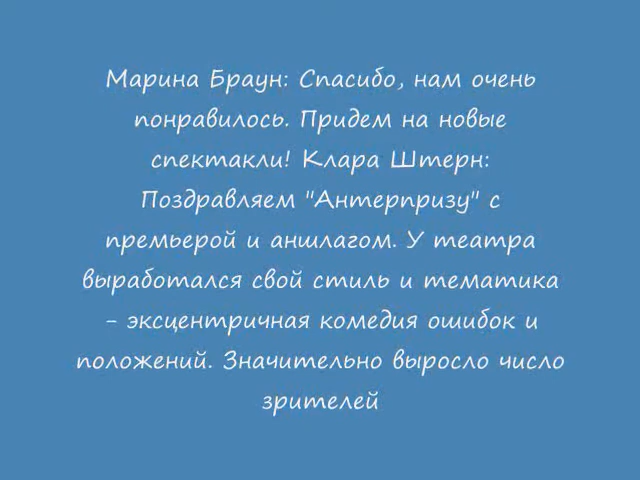 Марина Браун: Спасибо, нам очень
понравилось. Придем на новые
спектакли! Клара Штерн:
Поздравляем "Антерпризу" с
премьерой и аншлагом. У театра
выработался свой стиль и тематика
- эксцентричная комедия ошибок и
положений. Значительно выросло число
зрителей